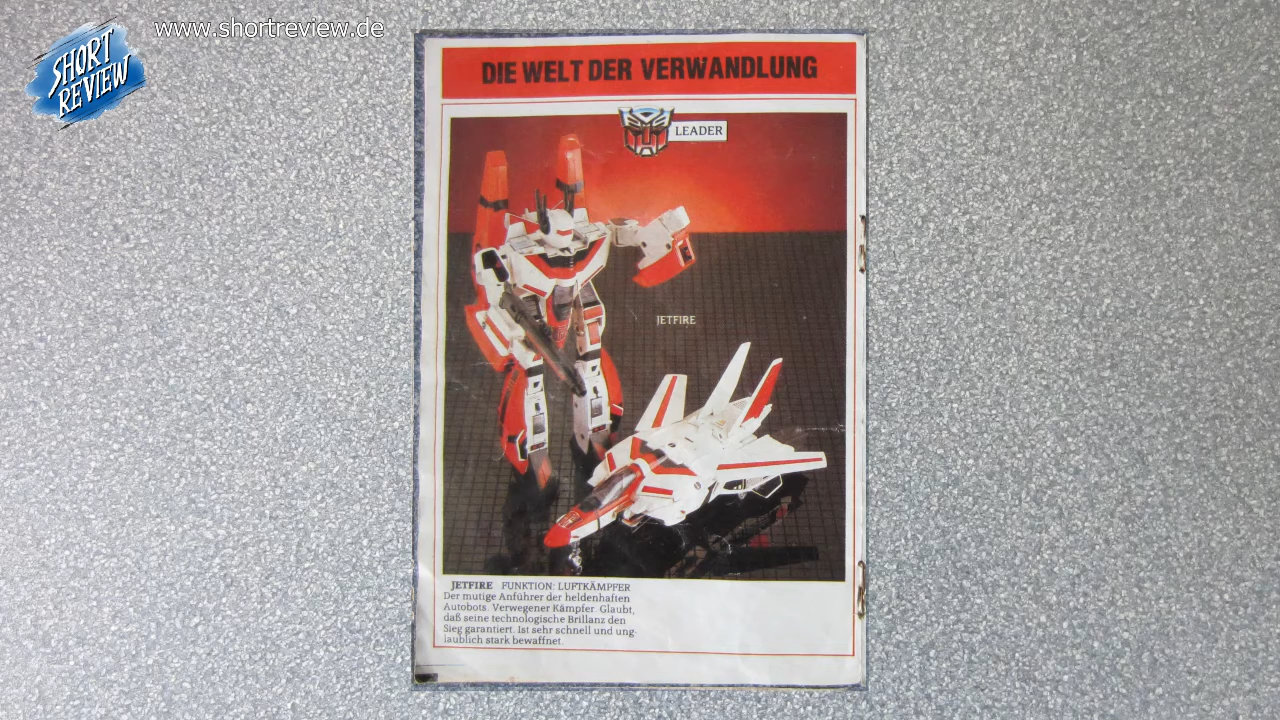 SHORT
REVIEW
www.shortreview.de
DIE WELT DER VERWANDLUNG
LEADER
JETFIRE
JETFIRE FUNKTION: LUFTKÄMPFER
Der mutige Anführer der heldenhaften
Autobots. Verwegener Kämpfer. Glaubt,
daß seine technologische Brillanz den
Sieg garantiert. Ist sehr schnell und ung-
laublich stark bewaffnet.